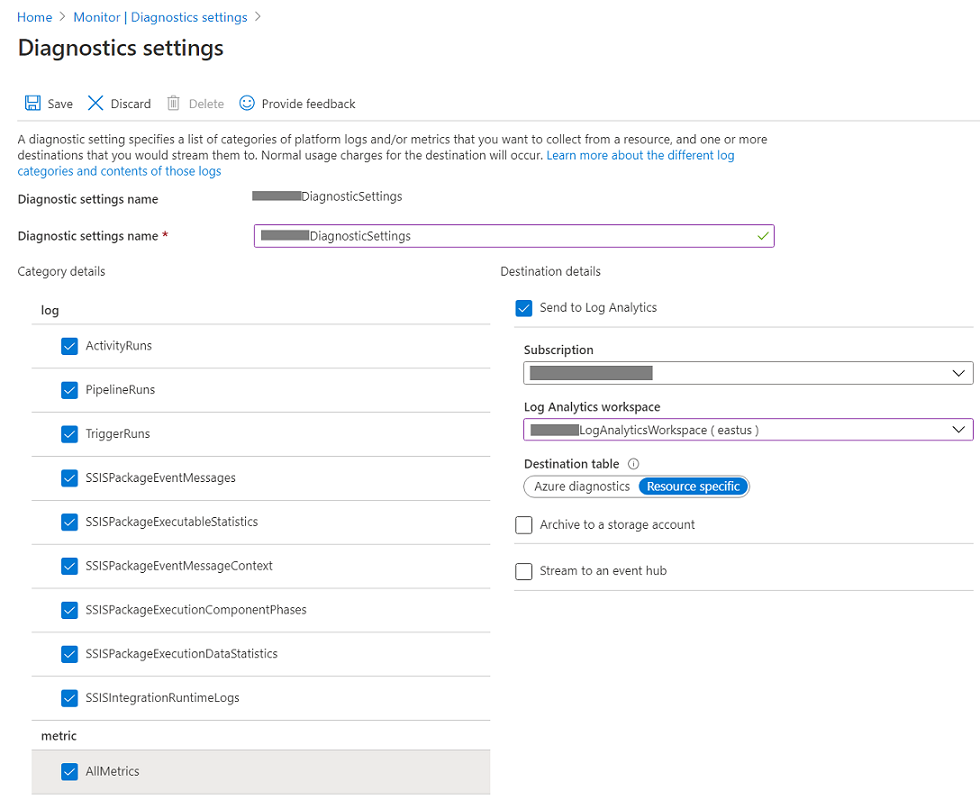 Home > Monitor | Diagnostics settings >
Diagnostics settings
Save Discard Delete Provide feedback
A diagnostic setting specifies a list of categories of platform logs and/or metrics that you want to collect from a resource, and one or more
destinations that you would stream them to. Normal usage charges for the destination will occur. Learn more about the different log
categories and contents of those logs
Diagnostic settings name DiagnosticSettings
Diagnostic settings name * DiagnosticSettings
Category details
log
ActivityRuns
PipelineRuns
TriggerRuns
SSISPackageEventMessages
SSISPackageExecutableStatistics
SSISPackageEventMessageContext
SSISPackageExecutionComponentPhases
SSISPackageExecutionDataStatistics
SSISIntegrationRuntimeLogs
metric
AllMetrics
Destination details
Send to Log Analytics
Subscription
Log Analytics workspace
LogAnalyticsWorkspace ( eastus )
Destination table
Azure diagnostics Resource specific
Archive to a storage account
Stream to an event hub